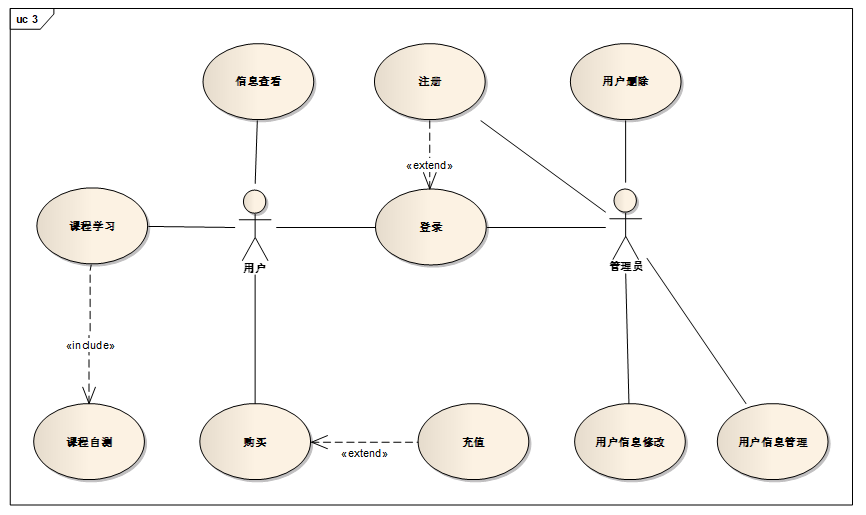 uc 3
信息查看
注册
用户删除
«extend»
课程学习
登录
用户
管理员
«include»
课程自测
购买
«extend»
充值
用户信息修改
用户信息管理